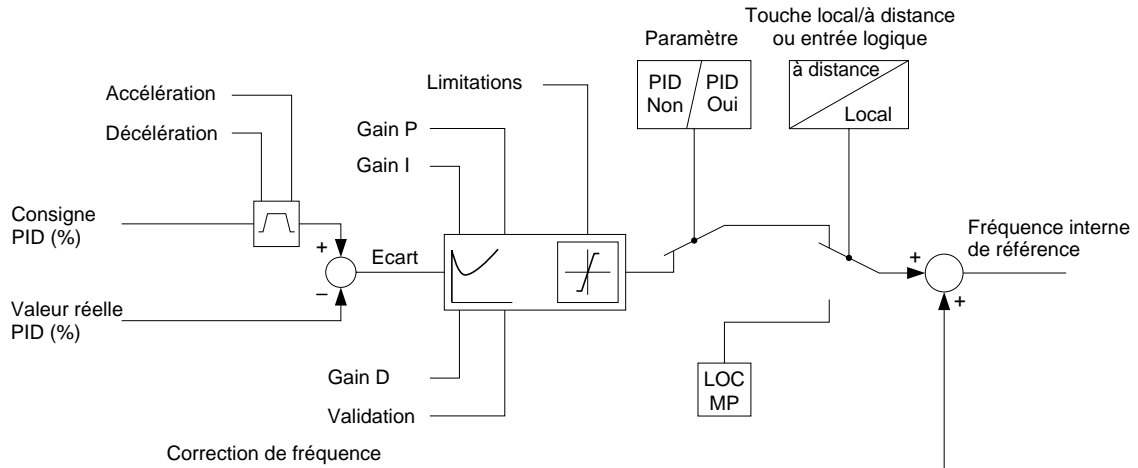 Touche local/à distance
ou entrée logique
Paramètre
à distance
Local
PID
Non
PID
Oui
Limitations
Accélération
Décélération
Gain P
Gain I
Consigne
PID (%)
+
Ecart
–
Valeur réelle
PID (%)
Fréquence interne
de référence
+
+
LOC
MP
Gain D
Validation
Correction de fréquence